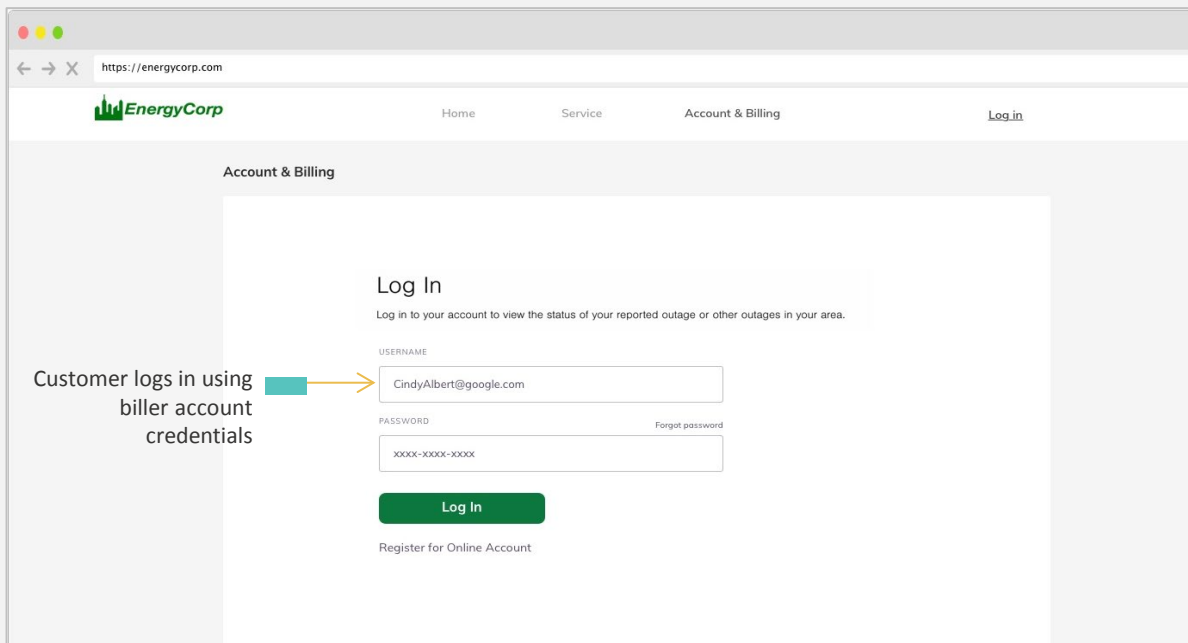 https://energycorp.com
EnergyCorp
Home Service Account & Billing Log in
Account & Billing
Log In
Log in to your account to view the status of your reported outage or other outages in your area.
USERNAME
Customer logs in using
biller account
credentials
CindyAlbert@google.com
PASSWORD Forgot password
xxxx-xxxx-xxxx
Log In
Register for Online Account